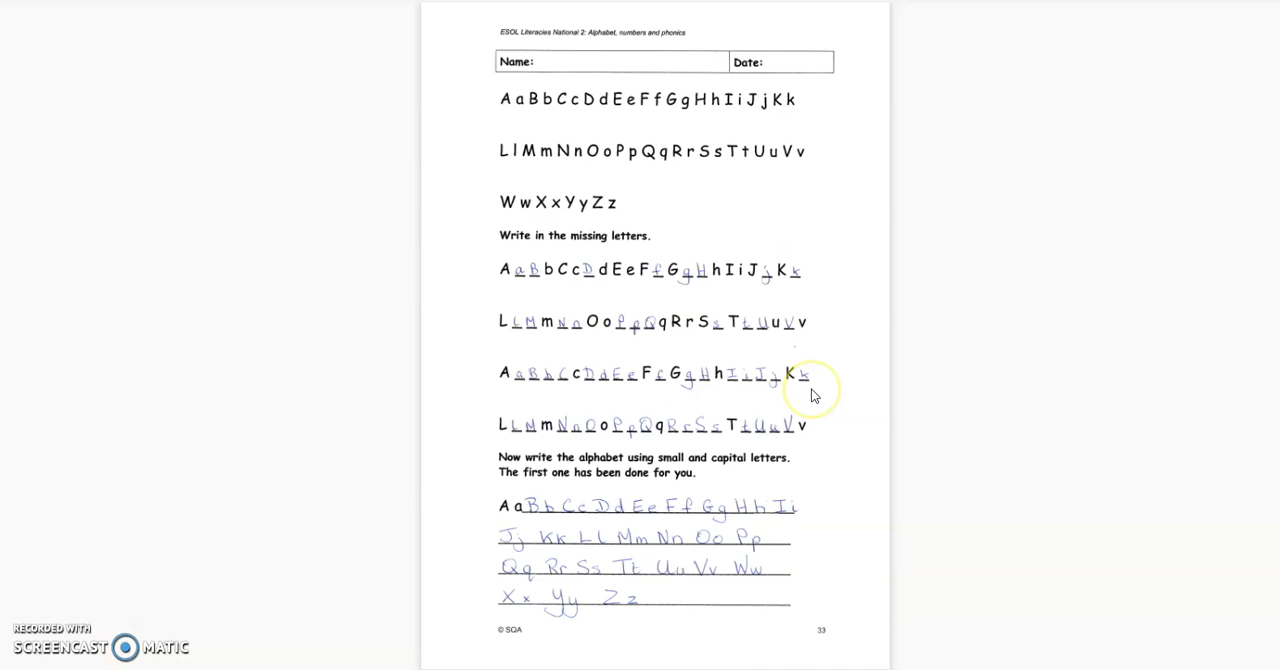 ESOL Literacies National 2: Alphabet, numbers and phonics
Name: Date:
A a B b C c D d E e F f G g H h I i J j K k
L l M m N n O o P p Q q R r S s T t U u V v
W w X x Y y Z z
Write in the missing letters.
A a B b C c D d E e F f G g H h I i J j K k
L l M m N n O o P p Q q R r S s T t U u V v
A a B b C c D d E e F f G g H h I i J j K k
L l M m N n O o P p Q q R r S s T t U u V v
Now write the alphabet using small and capital letters.
The first one has been done for you.
A a B b C c D d E e F f G g H h I i
J j K k L l M m N n O o P p
Q q R r S s T t U u V v W w
X x Y y Z z
© SQA 33
RECORDED WITH
SCREENCAST MATIC